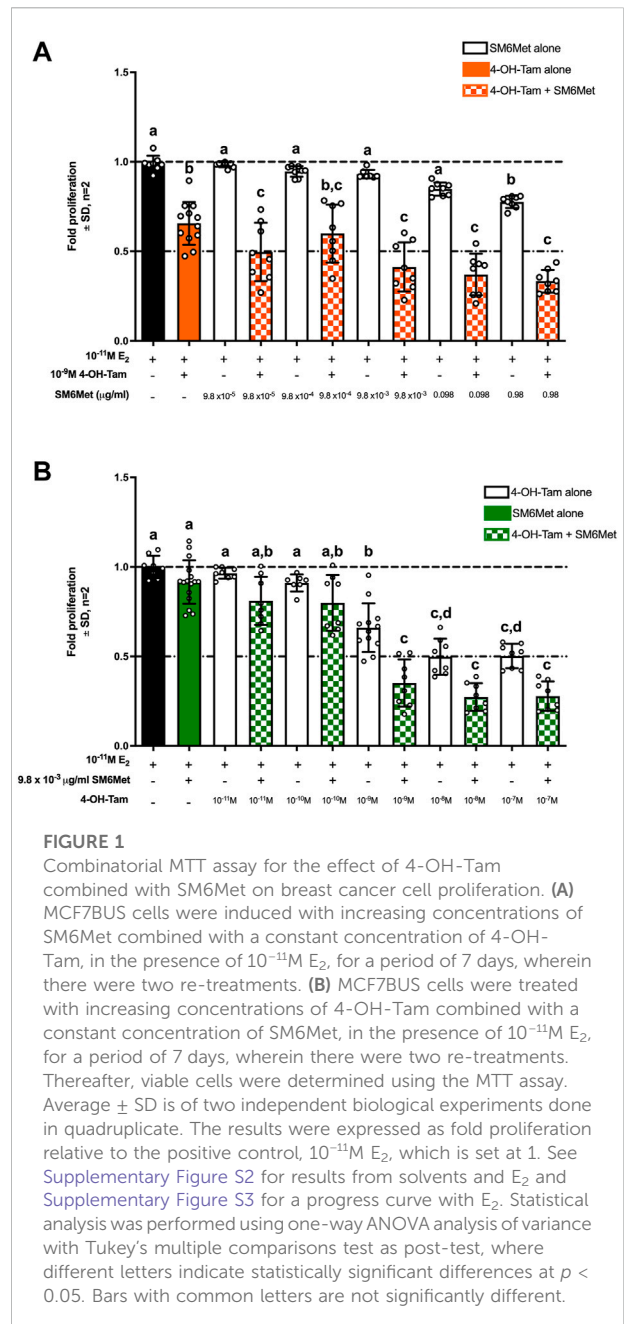 A
SM6Met alone
4-OH-Tam alone
4-OH-Tam + SM6Met
Fold proliferation
± SD, n=2
1.5
1.0
0.5
0.0
a b a c a b,c a c a c b c
10⁻¹¹M E₂ + + + + + + + + + + + +
10⁻⁹M 4-OH-Tam - + - + - + - + - + - +
SM6Met (µg/ml) - - 9.8 x10⁻⁵ 9.8 x10⁻⁵ 9.8 x10⁻⁴ 9.8 x10⁻⁴ 9.8 x10⁻³ 9.8 x10⁻³ 0.098 0.098 0.98 0.98
B
4-OH-Tam alone
SM6Met alone
4-OH-Tam + SM6Met
Fold proliferation
± SD, n=2
1.5
1.0
0.5
0.0
a a a a,b a a,b b c c,d c c,d c
10⁻¹¹M E₂ + + + + + + + + + + + +
9.8 x 10⁻³ µg/ml SM6Met - + - + - + - + - + - +
4-OH-Tam - - 10⁻¹¹M 10⁻¹¹M 10⁻¹⁰M 10⁻¹⁰M 10⁻⁹M 10⁻⁹M 10⁻⁸M 10⁻⁸M 10⁻⁷M 10⁻⁷M
FIGURE 1
Combinatorial MTT assay for the effect of 4-OH-Tam
combined with SM6Met on breast cancer cell proliferation. (A)
MCF7BUS cells were induced with increasing concentrations of
SM6Met combined with a constant concentration of 4-OH-
Tam, in the presence of 10⁻¹¹M E₂, for a period of 7 days, wherein
there were two re-treatments. (B) MCF7BUS cells were treated
with increasing concentrations of 4-OH-Tam combined with a
constant concentration of SM6Met, in the presence of 10⁻¹¹M E₂,
for a period of 7 days, wherein there were two re-treatments.
Thereafter, viable cells were determined using the MTT assay.
Average ± SD is of two independent biological experiments done
in quadruplicate. The results were expressed as fold proliferation
relative to the positive control, 10⁻¹¹M E₂, which is set at 1. See
Supplementary Figure S2 for results from solvents and E₂ and
Supplementary Figure S3 for a progress curve with E₂. Statistical
analysis was performed using one-way ANOVA analysis of variance
with Tukey's multiple comparisons test as post-test, where
different letters indicate statistically significant differences at p <
0.05. Bars with common letters are not significantly different.